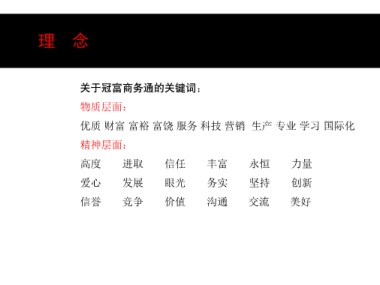 理 念
关于冠富商务通的关键词：
物质层面：
优质 财富 富裕 富饶 服务 科技 营销 生产 专业 学习 国际化
精神层面：
高度 进取 信任 丰富 永恒 力量
爱心 发展 眼光 务实 坚持 创新
信誉 竞争 价值 沟通 交流 美好